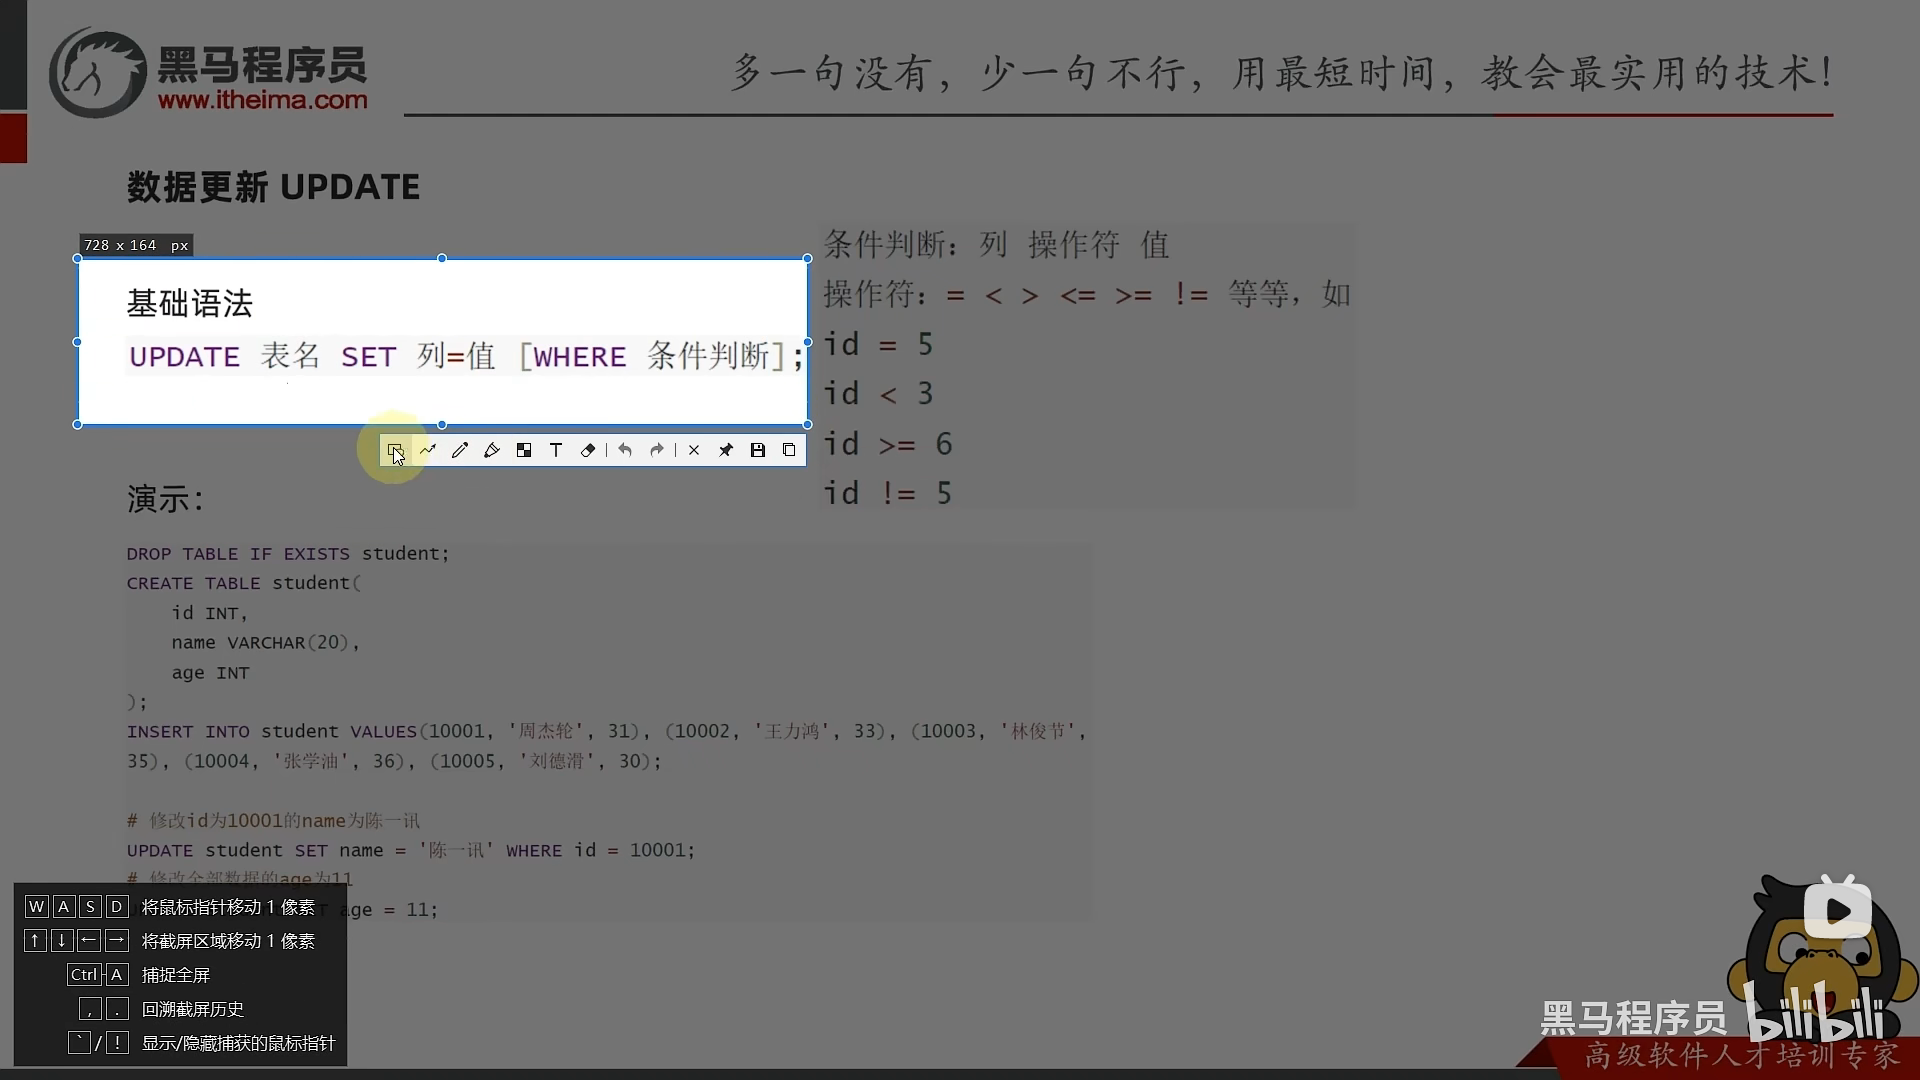 黑马程序员
www.itheima.com
多一句没有，少一句不行，用最短时间，教会最实用的技术！
数据更新 UPDATE
728 x 164 px
基础语法
UPDATE 表名 SET 列=值 [WHERE 条件判断];
条件判断：列 操作符 值
操作符：= < > <= >= != 等等，如
id = 5
id < 3
id >= 6
id != 5
演示：
DROP TABLE IF EXISTS student;
CREATE TABLE student(
id INT,
name VARCHAR(20),
age INT
);
INSERT INTO student VALUES(10001, '周杰轮', 31), (10002, '王力鸿', 33), (10003, '林俊节',
35), (10004, '张学油', 36), (10005, '刘德滑', 30);
# 修改id为10001的name为陈一讯
UPDATE student SET name = '陈一讯' WHERE id = 10001;
# 修改全部数据的age为11
age = 11;
W A S D 将鼠标指针移动 1 像素
↑ ↓ ← → 将截屏区域移动 1 像素
Ctrl A 捕捉全屏
, . 回溯截屏历史
` / ! 显示/隐藏捕获的鼠标指针
黑马程序员 bilibili
高级软件人才培训专家